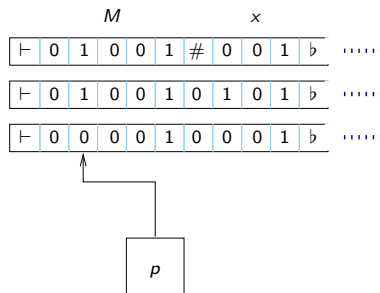 M x
⊢ 0 1 0 0 1 # 0 0 1 ♭
⊢ 0 1 0 0 1 0 1 0 1 ♭
⊢ 0 0 0 0 1 0 0 0 1 ♭
p